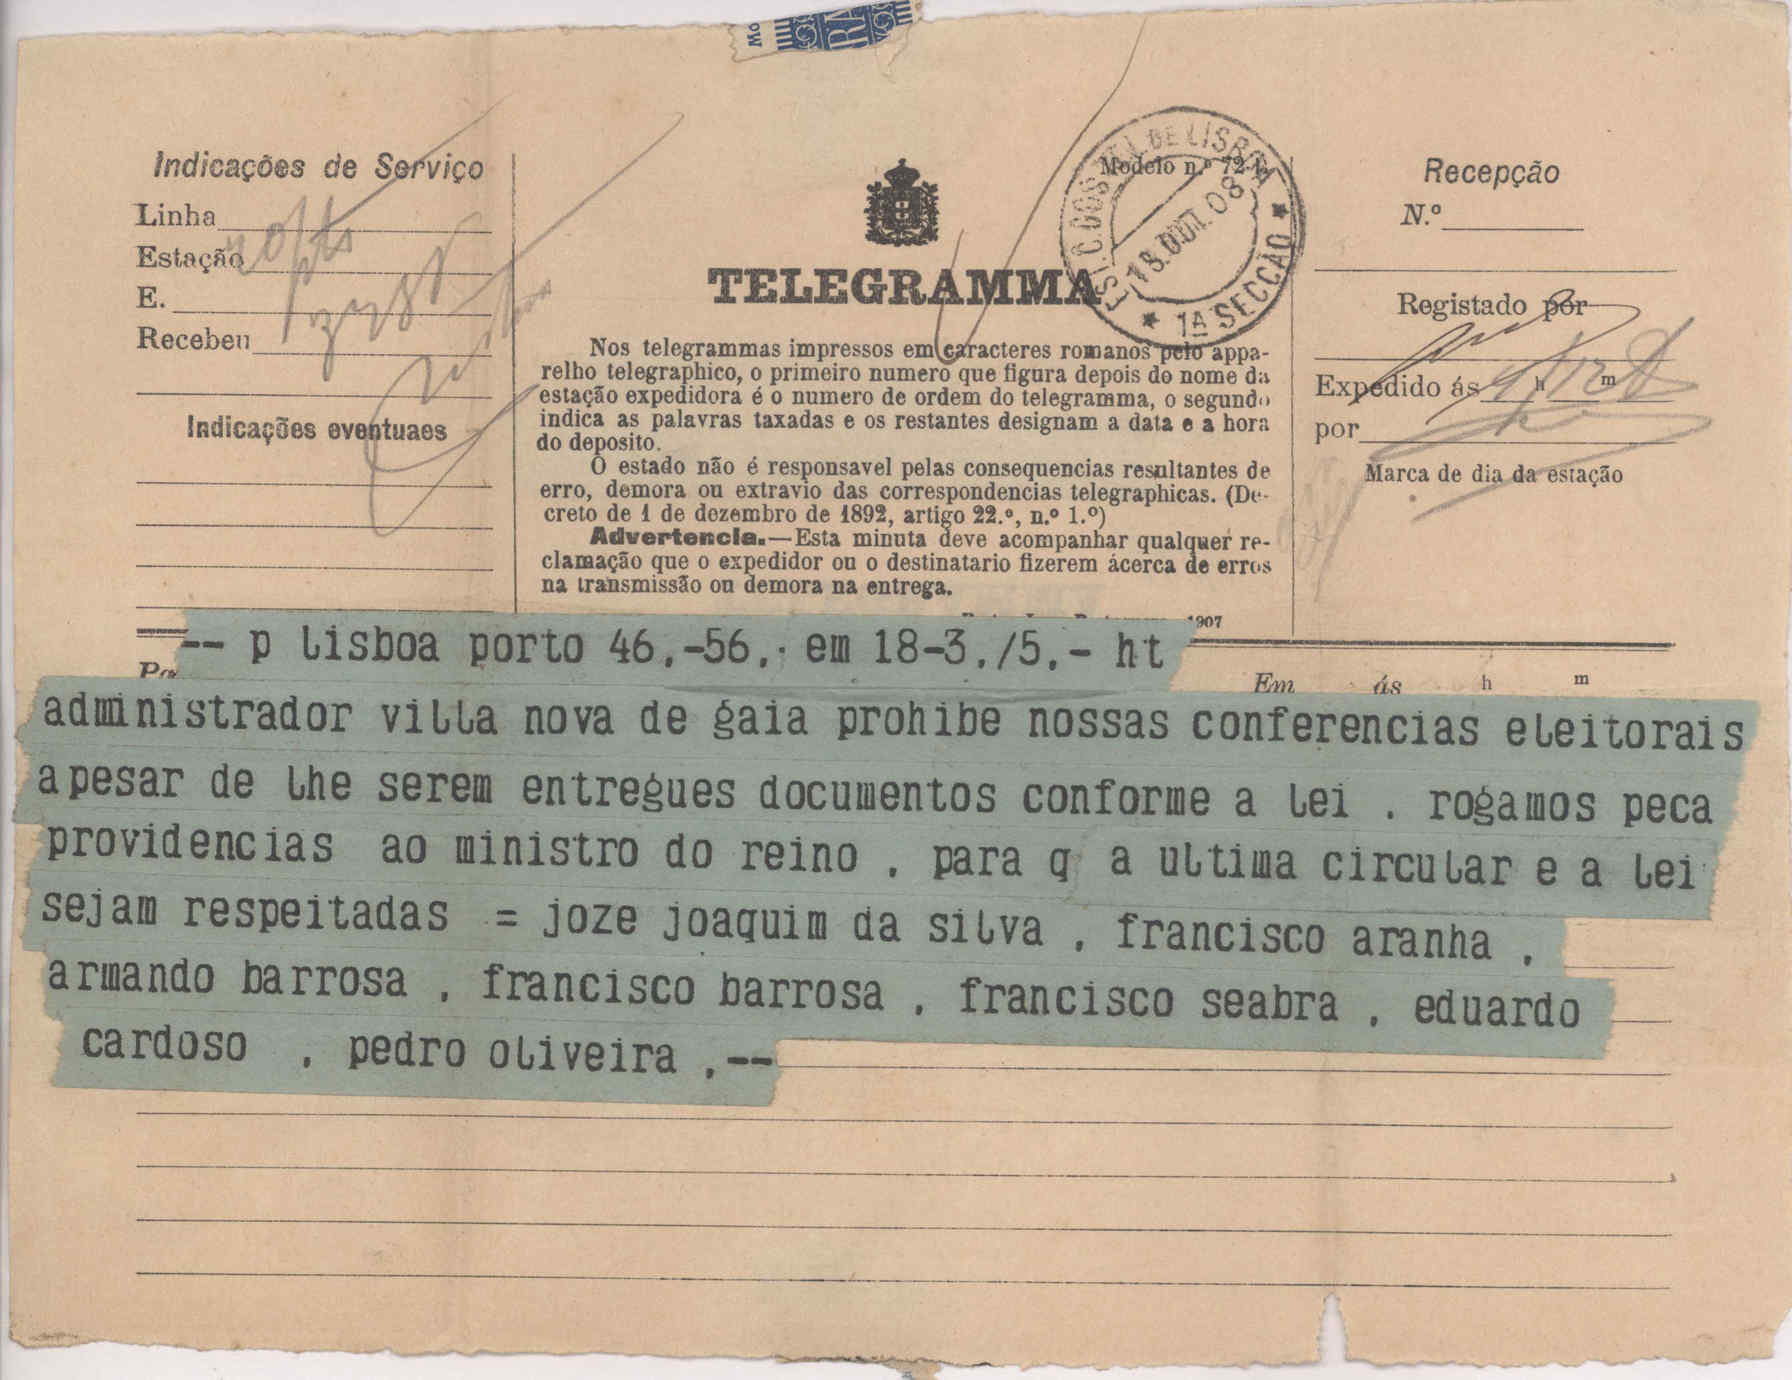 Indicações de Serviço
Linha
Estação
E.
Recebeu
Indicações eventuaes
Modelo n.º 72-
EST. C. DOS TEL. DE LISBOA
18.OUT.08
1A SECCÃO
TELEGRAMMA
Nos telegrammas impressos em caracteres romanos pelo appa-
relho telegraphico, o primeiro numero que figura depois do nome da
estação expedidora é o numero de ordem do telegramma, o segundo
indica as palavras taxadas e os restantes designam a data e a hora
do deposito.
O estado não é responsavel pelas consequencias resultantes de
erro, demora ou extravio das correspondencias telegraphicas. (De-
creto de 1 de dezembro de 1892, artigo 22.º, n.º 1.º)
Advertencia.—Esta minuta deve acompanhar qualquer re-
clamação que o expedidor ou o destinatario fizerem ácerca de erros
na transmissão ou demora na entrega.
1907
Recepção
N.º
Registado por
Expedido ás h m
por
Marca de dia da estação
Em ás h m
-- p lisboa porto 46.-56.. em 18-3./5.- ht
administrador villa nova de gaia prohibe nossas conferencias eleitorais
apesar de lhe serem entregues documentos conforme a lei . rogamos peca
providencias ao ministro do reino . para q a ultima circular e a lei
sejam respeitadas = joze joaquim da silva . francisco aranha .
armando barrosa . francisco barrosa . francisco seabra . eduardo
cardoso . pedro oliveira .--